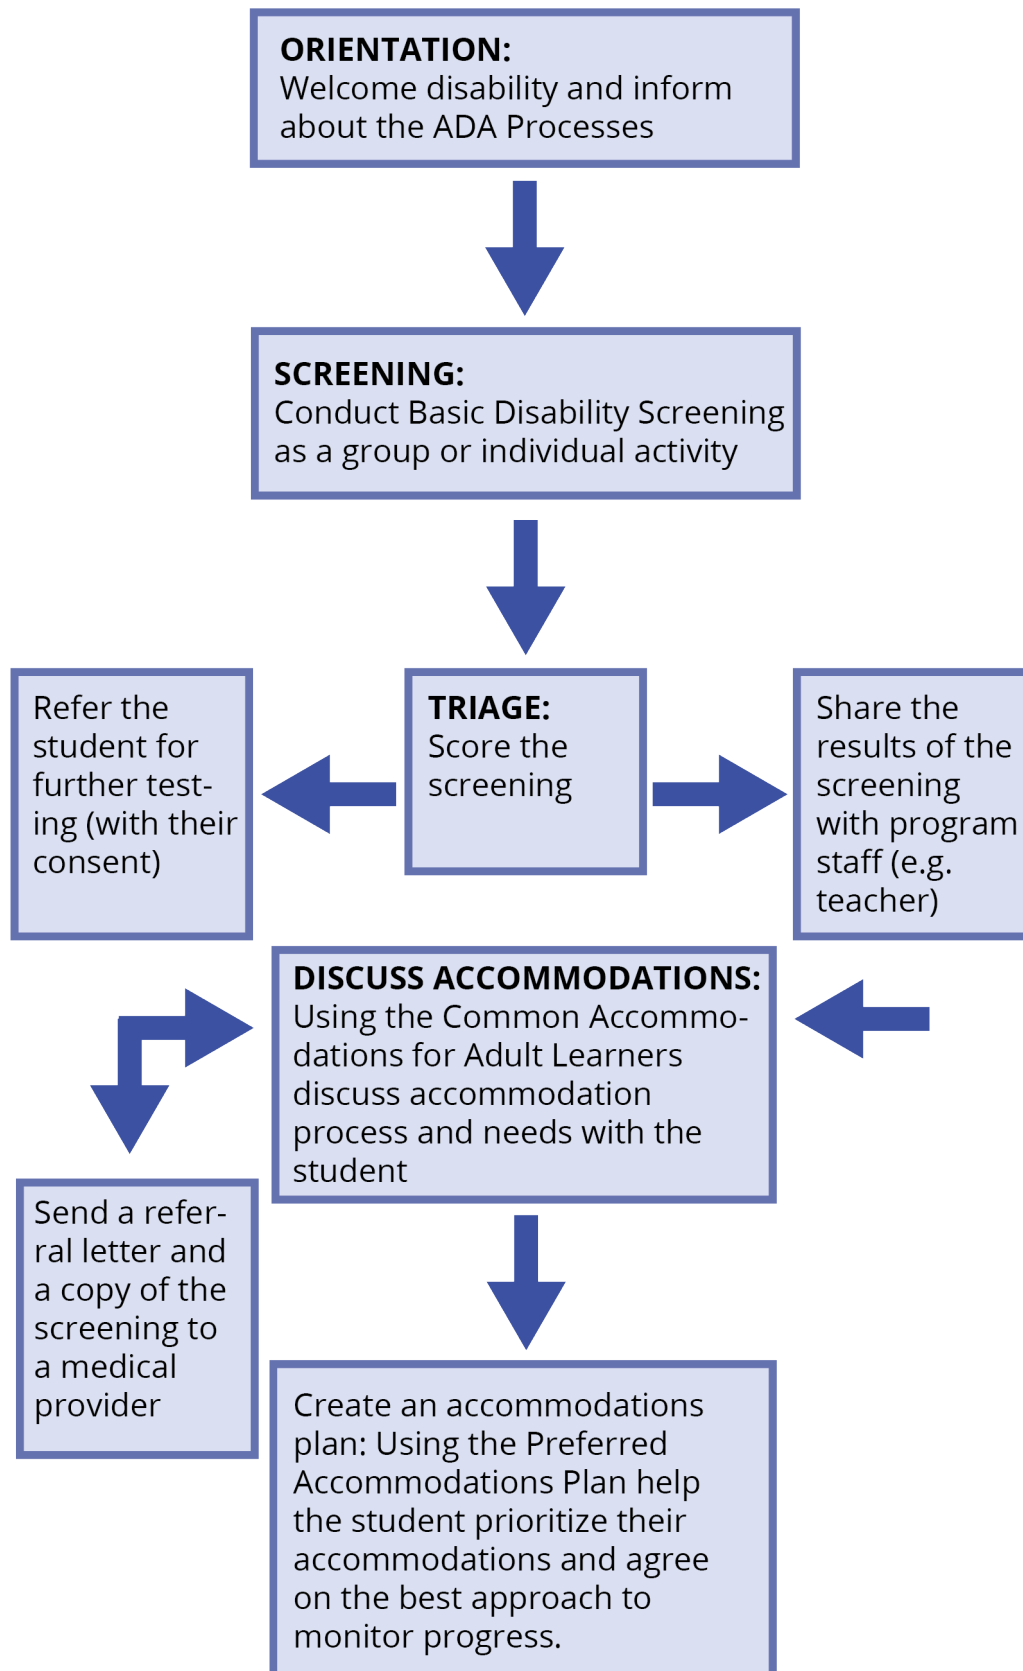 ORIENTATION:
Welcome disability and inform
about the ADA Processes
SCREENING:
Conduct Basic Disability Screening
as a group or individual activity
Refer the
student for
further test-
ing (with their
consent)
TRIAGE:
Score the
screening
Share the
results of the
screening
with program
staff (e.g.
teacher)
DISCUSS ACCOMMODATIONS:
Using the Common Accommo-
dations for Adult Learners
discuss accommodation
process and needs with the
student
Send a refer-
ral letter and
a copy of the
screening to
a medical
provider
Create an accommodations
plan: Using the Preferred
Accommodations Plan help
the student prioritize their
accommodations and agree
on the best approach to
monitor progress.